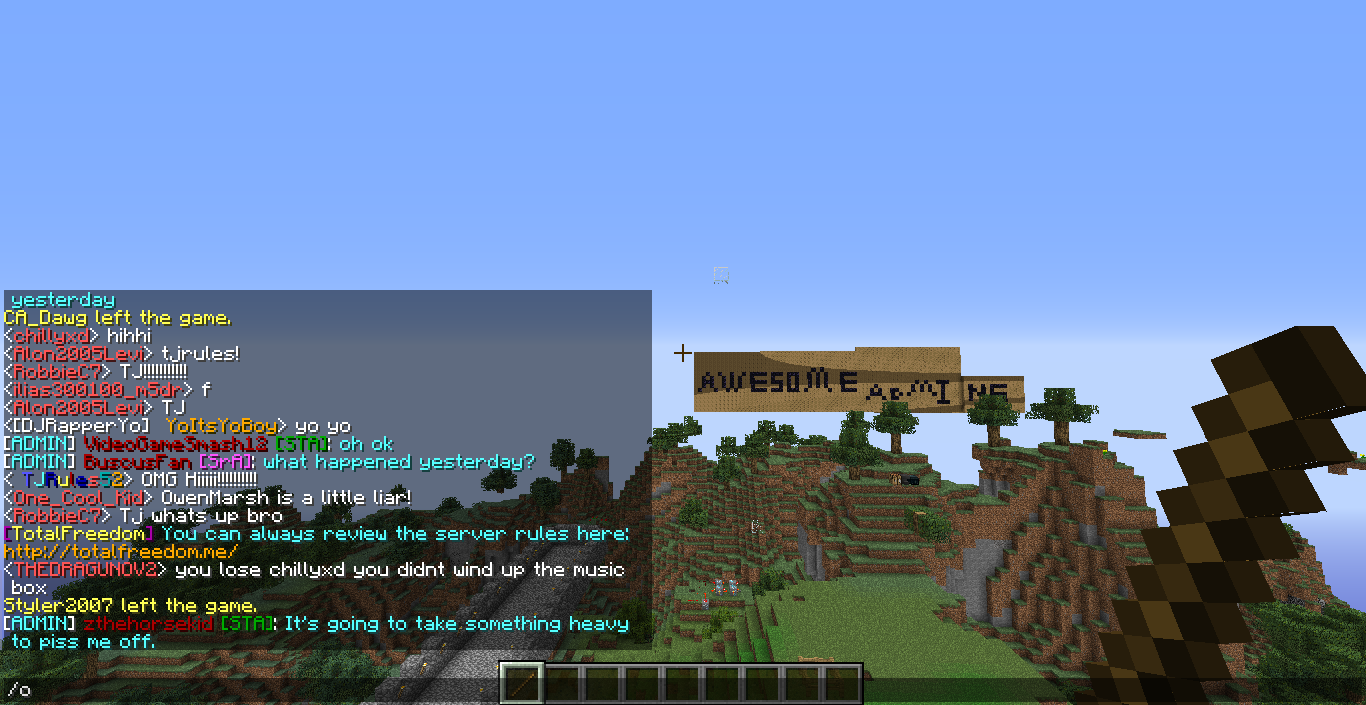 yesterday
CA_Dawg left the game.
<chillyxd> hihhi
<Alon2005Levi> tjrules!
<RobbieC7> TJ!!!!!!!!!!
<ilias300100_m5dr> f
<Alon2005Levi> TJ
<[DJRapperYo] YoItsYoBoy> yo yo
[ADMIN] VideoGameSmash12 [STA]: oh ok
[ADMIN] BuscusFan [SrA]: what happened yesterday?
< TJRules52> OMG Hiiiii!!!!!!!!!!
<One_Cool_Kid> OwenMarsh is a little liar!
<RobbieC7> Tj whats up bro
[TotalFreedom] You can always review the server rules here:
http://totalfreedom.me/
<THEDRAGUNOV2> you lose chillyxd you didnt wind up the music
box
Styler2007 left the game.
[ADMIN] zthehorsekid [STA]: It's going to take something heavy
to piss me off.
/o
AWESOME ADMINS